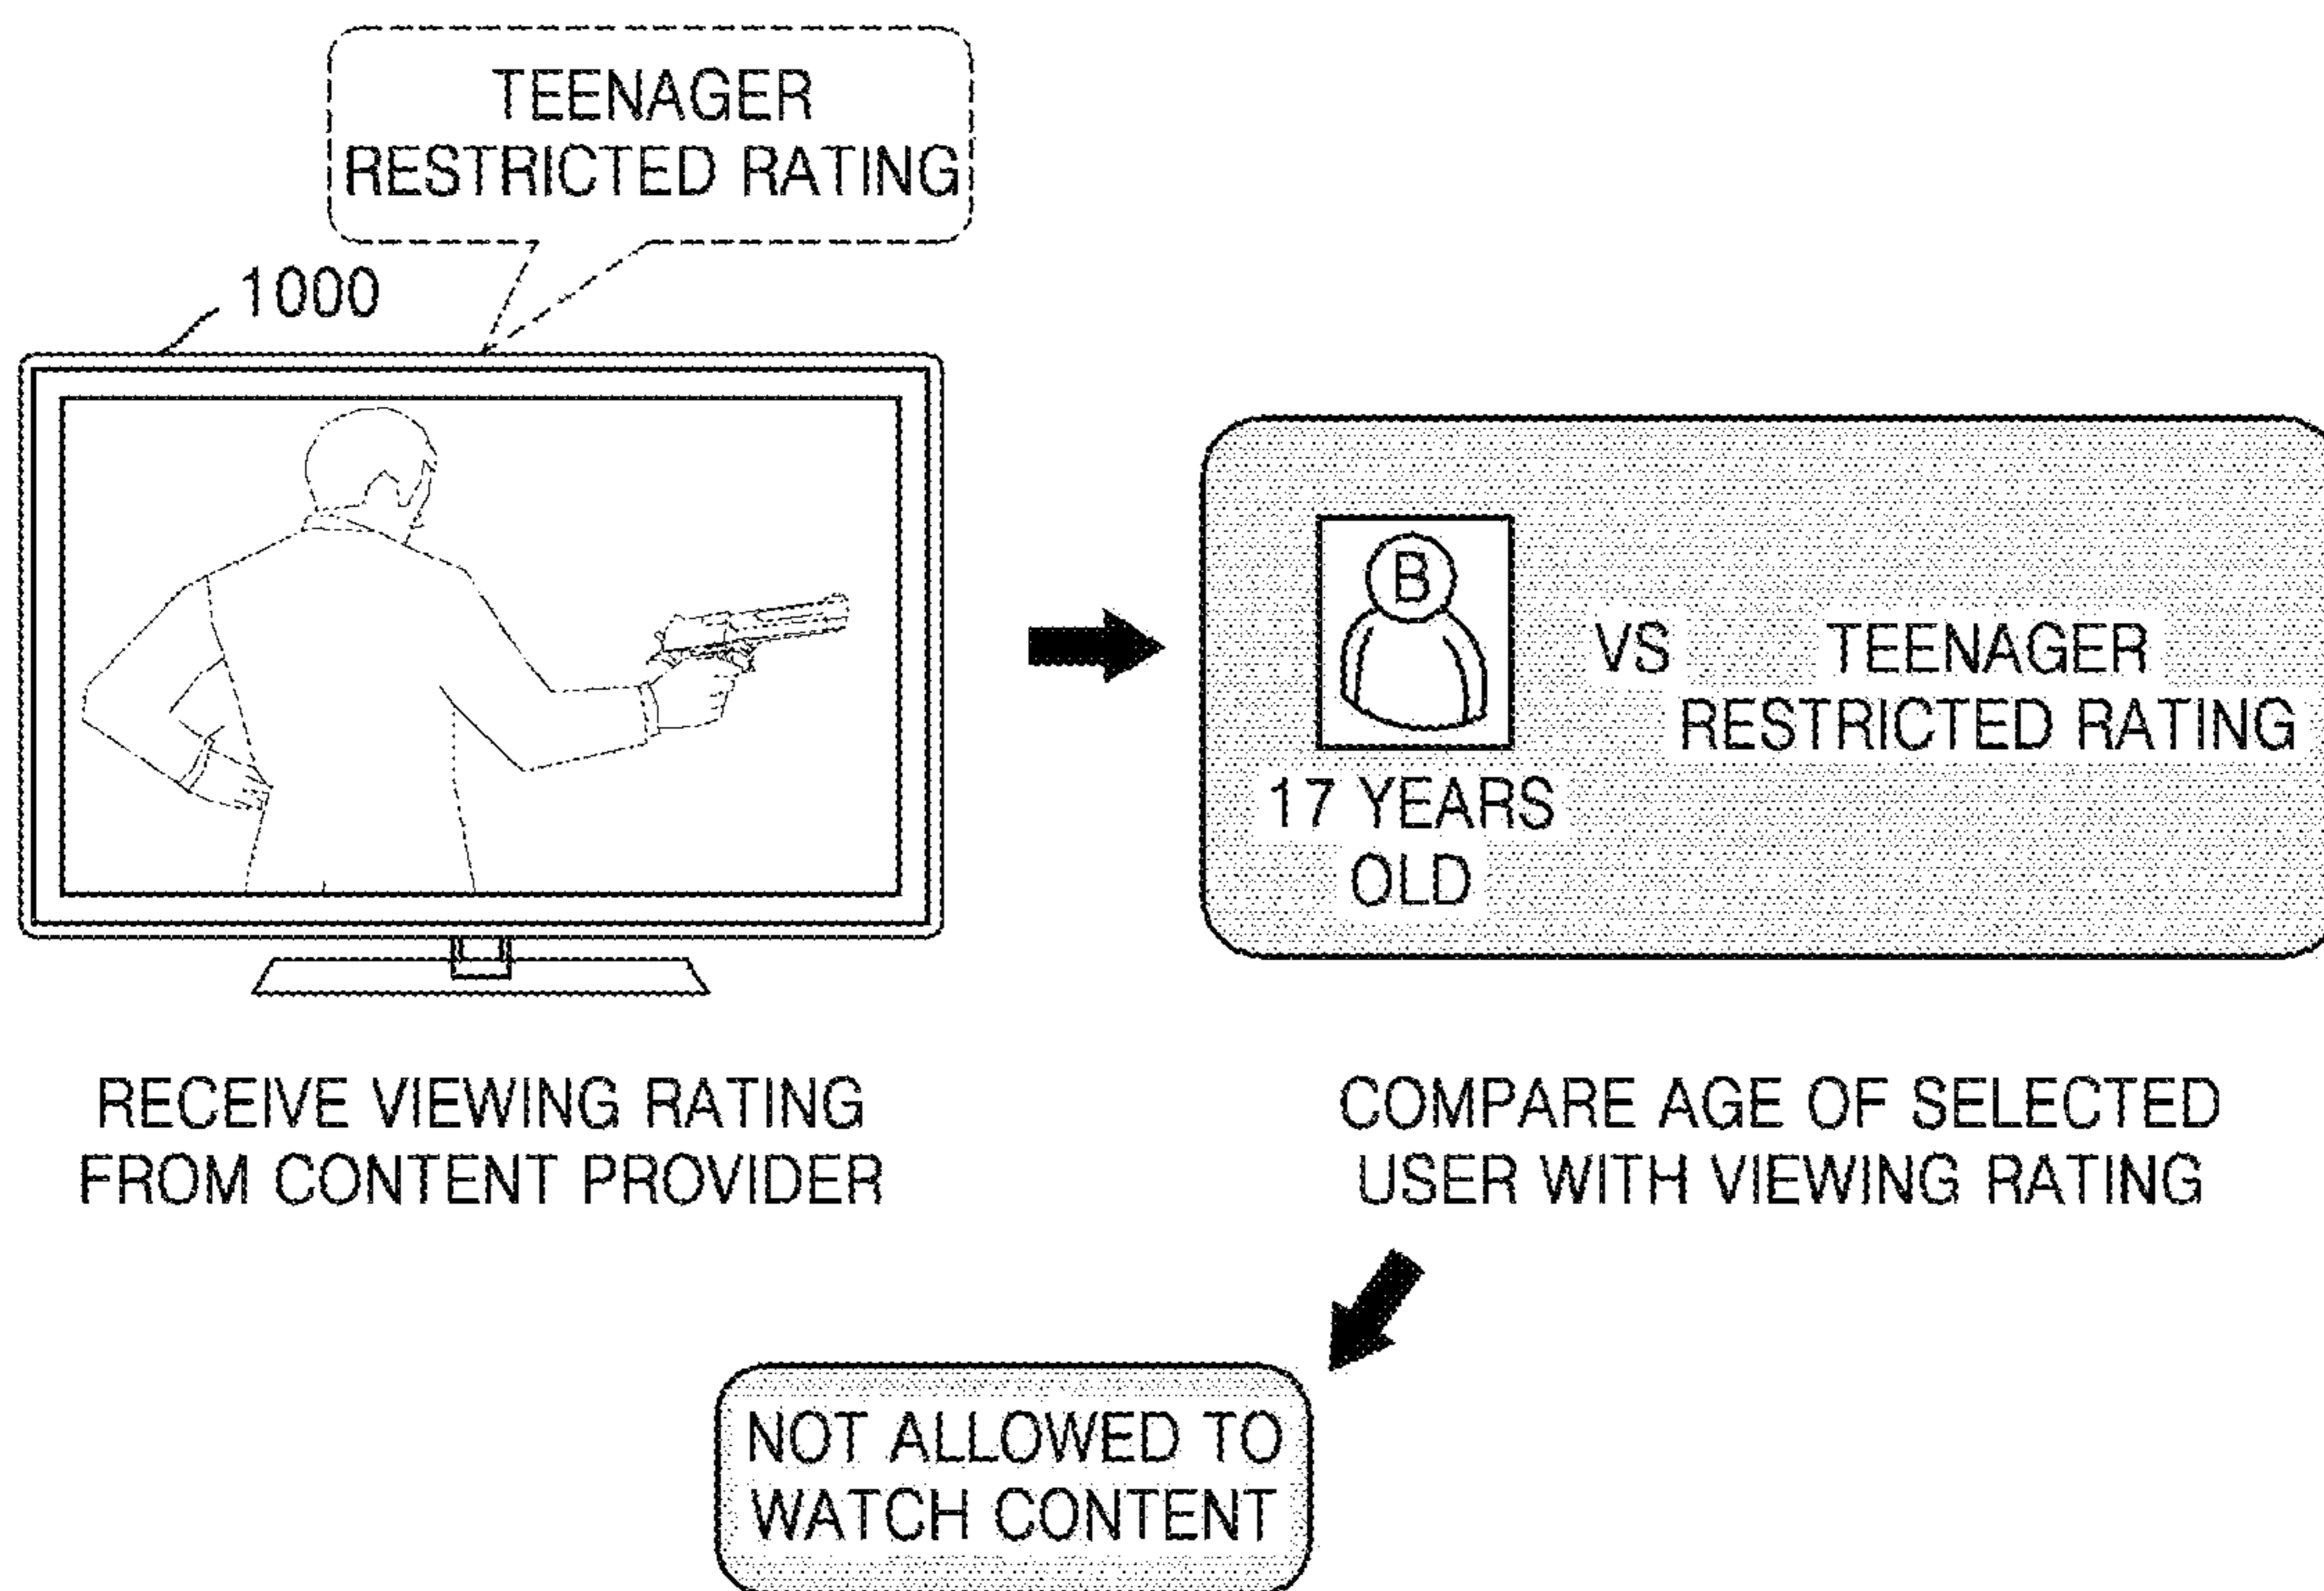 TEENAGER
RESTRICTED RATING
1000
B
17 YEARS
OLD
VS
TEENAGER
RESTRICTED RATING
RECEIVE VIEWING RATING
FROM CONTENT PROVIDER
COMPARE AGE OF SELECTED
USER WITH VIEWING RATING
NOT ALLOWED TO
WATCH CONTENT